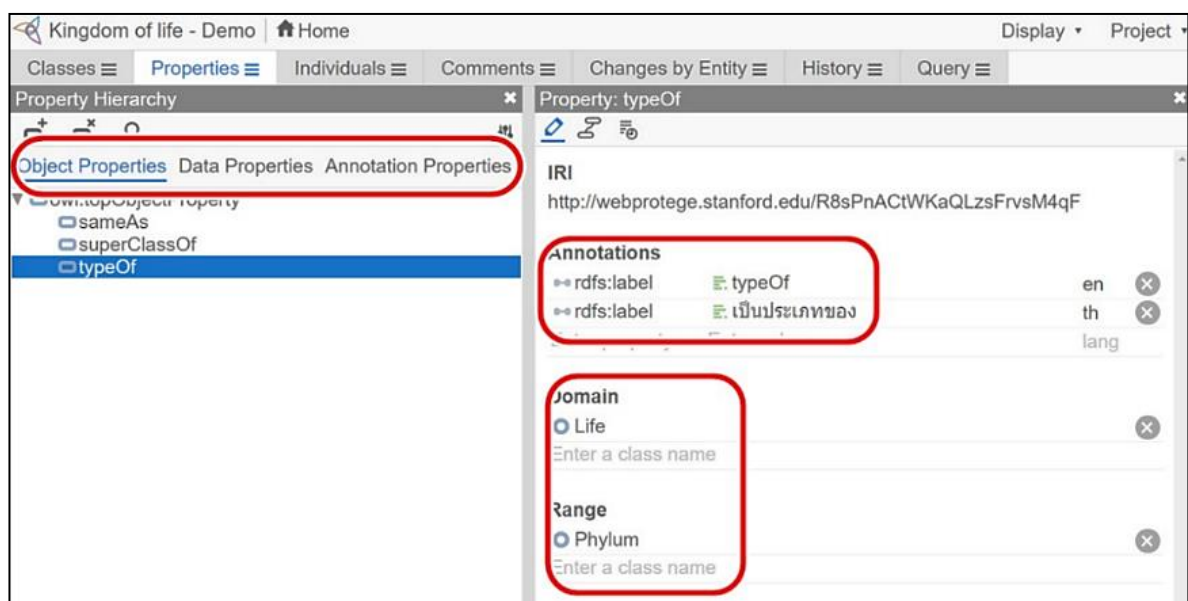 Kingdom of life - Demo Home Display Project
Classes Properties Individuals Comments Changes by Entity History Query
Property Hierarchy
Object Properties Data Properties Annotation Properties
owl:topObjectProperty
sameAs
superClassOf
typeOf
Property: typeOf
IRI
http://webprotege.stanford.edu/R8sPnACtWKaQLzsFrvsM4qF
Annotations
rdfs:label typeOf en
rdfs:label เป็นประเภทของ th
lang
Domain
Life
Enter a class name
Range
Phylum
Enter a class name